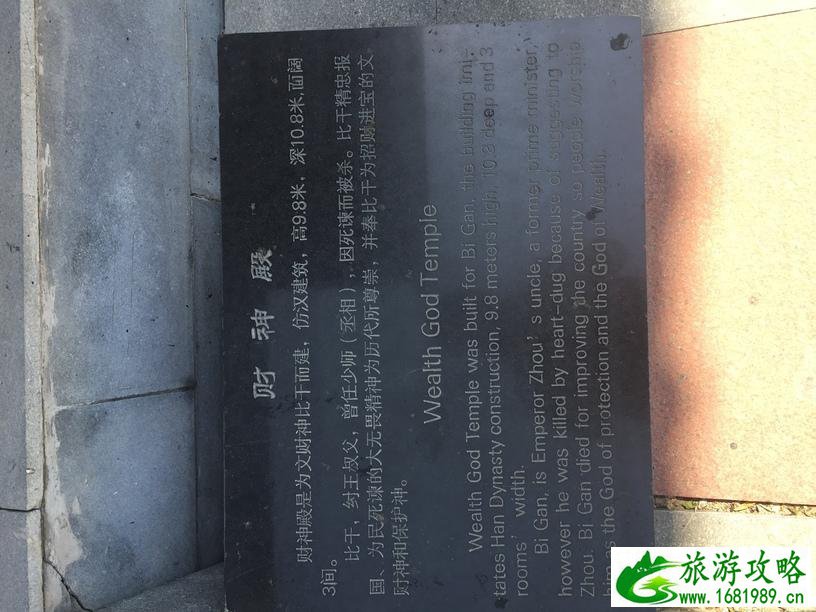 财神殿
财神殿是为文财神比干而建，仿汉建筑，高9.8米，深10.8米,面阔
3间。
比干，纣王叔父，曾任少师（丞相），因死谏而被杀。比干精忠报
国、为民死谏的大无畏精神为历代所尊崇，并奉比干为招财进宝的文
财神和保护神。
Wealth God Temple
Wealth God Temple was built for Bi Gan, the building imi-
tates Han Dynasty construction, 9.8 meters high, 10.8 deep and 3
rooms' width.
Bi Gan, is Emperor Zhou's uncle, a former prime minister,
however he was killed by heart-dug because of suggesting to
Zhou. Bi Gan died for improving the country, so people worship
him as the God of protection and the God of Wealth.
旅游攻略
www.1681989.cn